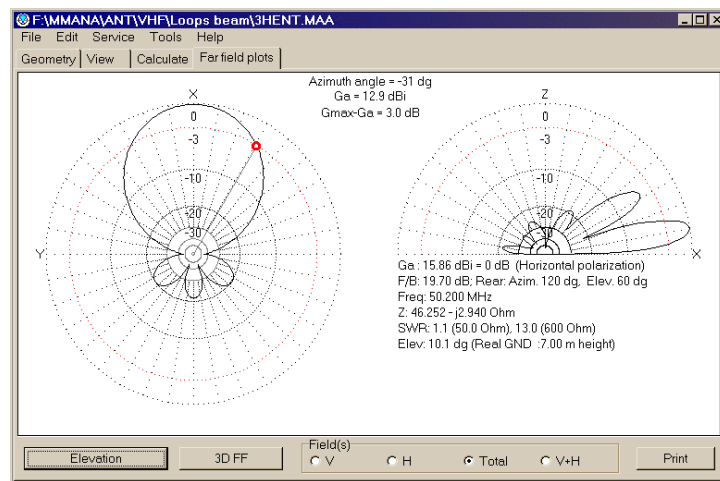 F:\MMANA\ANT\VHF\Loops beam\3HENT.MAA
File Edit Service Tools Help
Geometry View Calculate Far field plots
Azimuth angle = -31 dg
Ga = 12.9 dBi
Gmax-Ga = 3.0 dB
X
0
-3
-10
-20
-30
Y
Z
0
-3
-10
-20
-30
X
Ga : 15.86 dBi = 0 dB (Horizontal polarization)
F/B: 19.70 dB; Rear: Azim. 120 dg, Elev. 60 dg
Freq: 50.200 MHz
Z: 46.252 - j2.940 Ohm
SWR: 1.1 (50.0 Ohm), 13.0 (600 Ohm)
Elev: 10.1 dg (Real GND :7.00 m height)
Elevation
3D FF
Field(s)
V
H
Total
V+H
Print